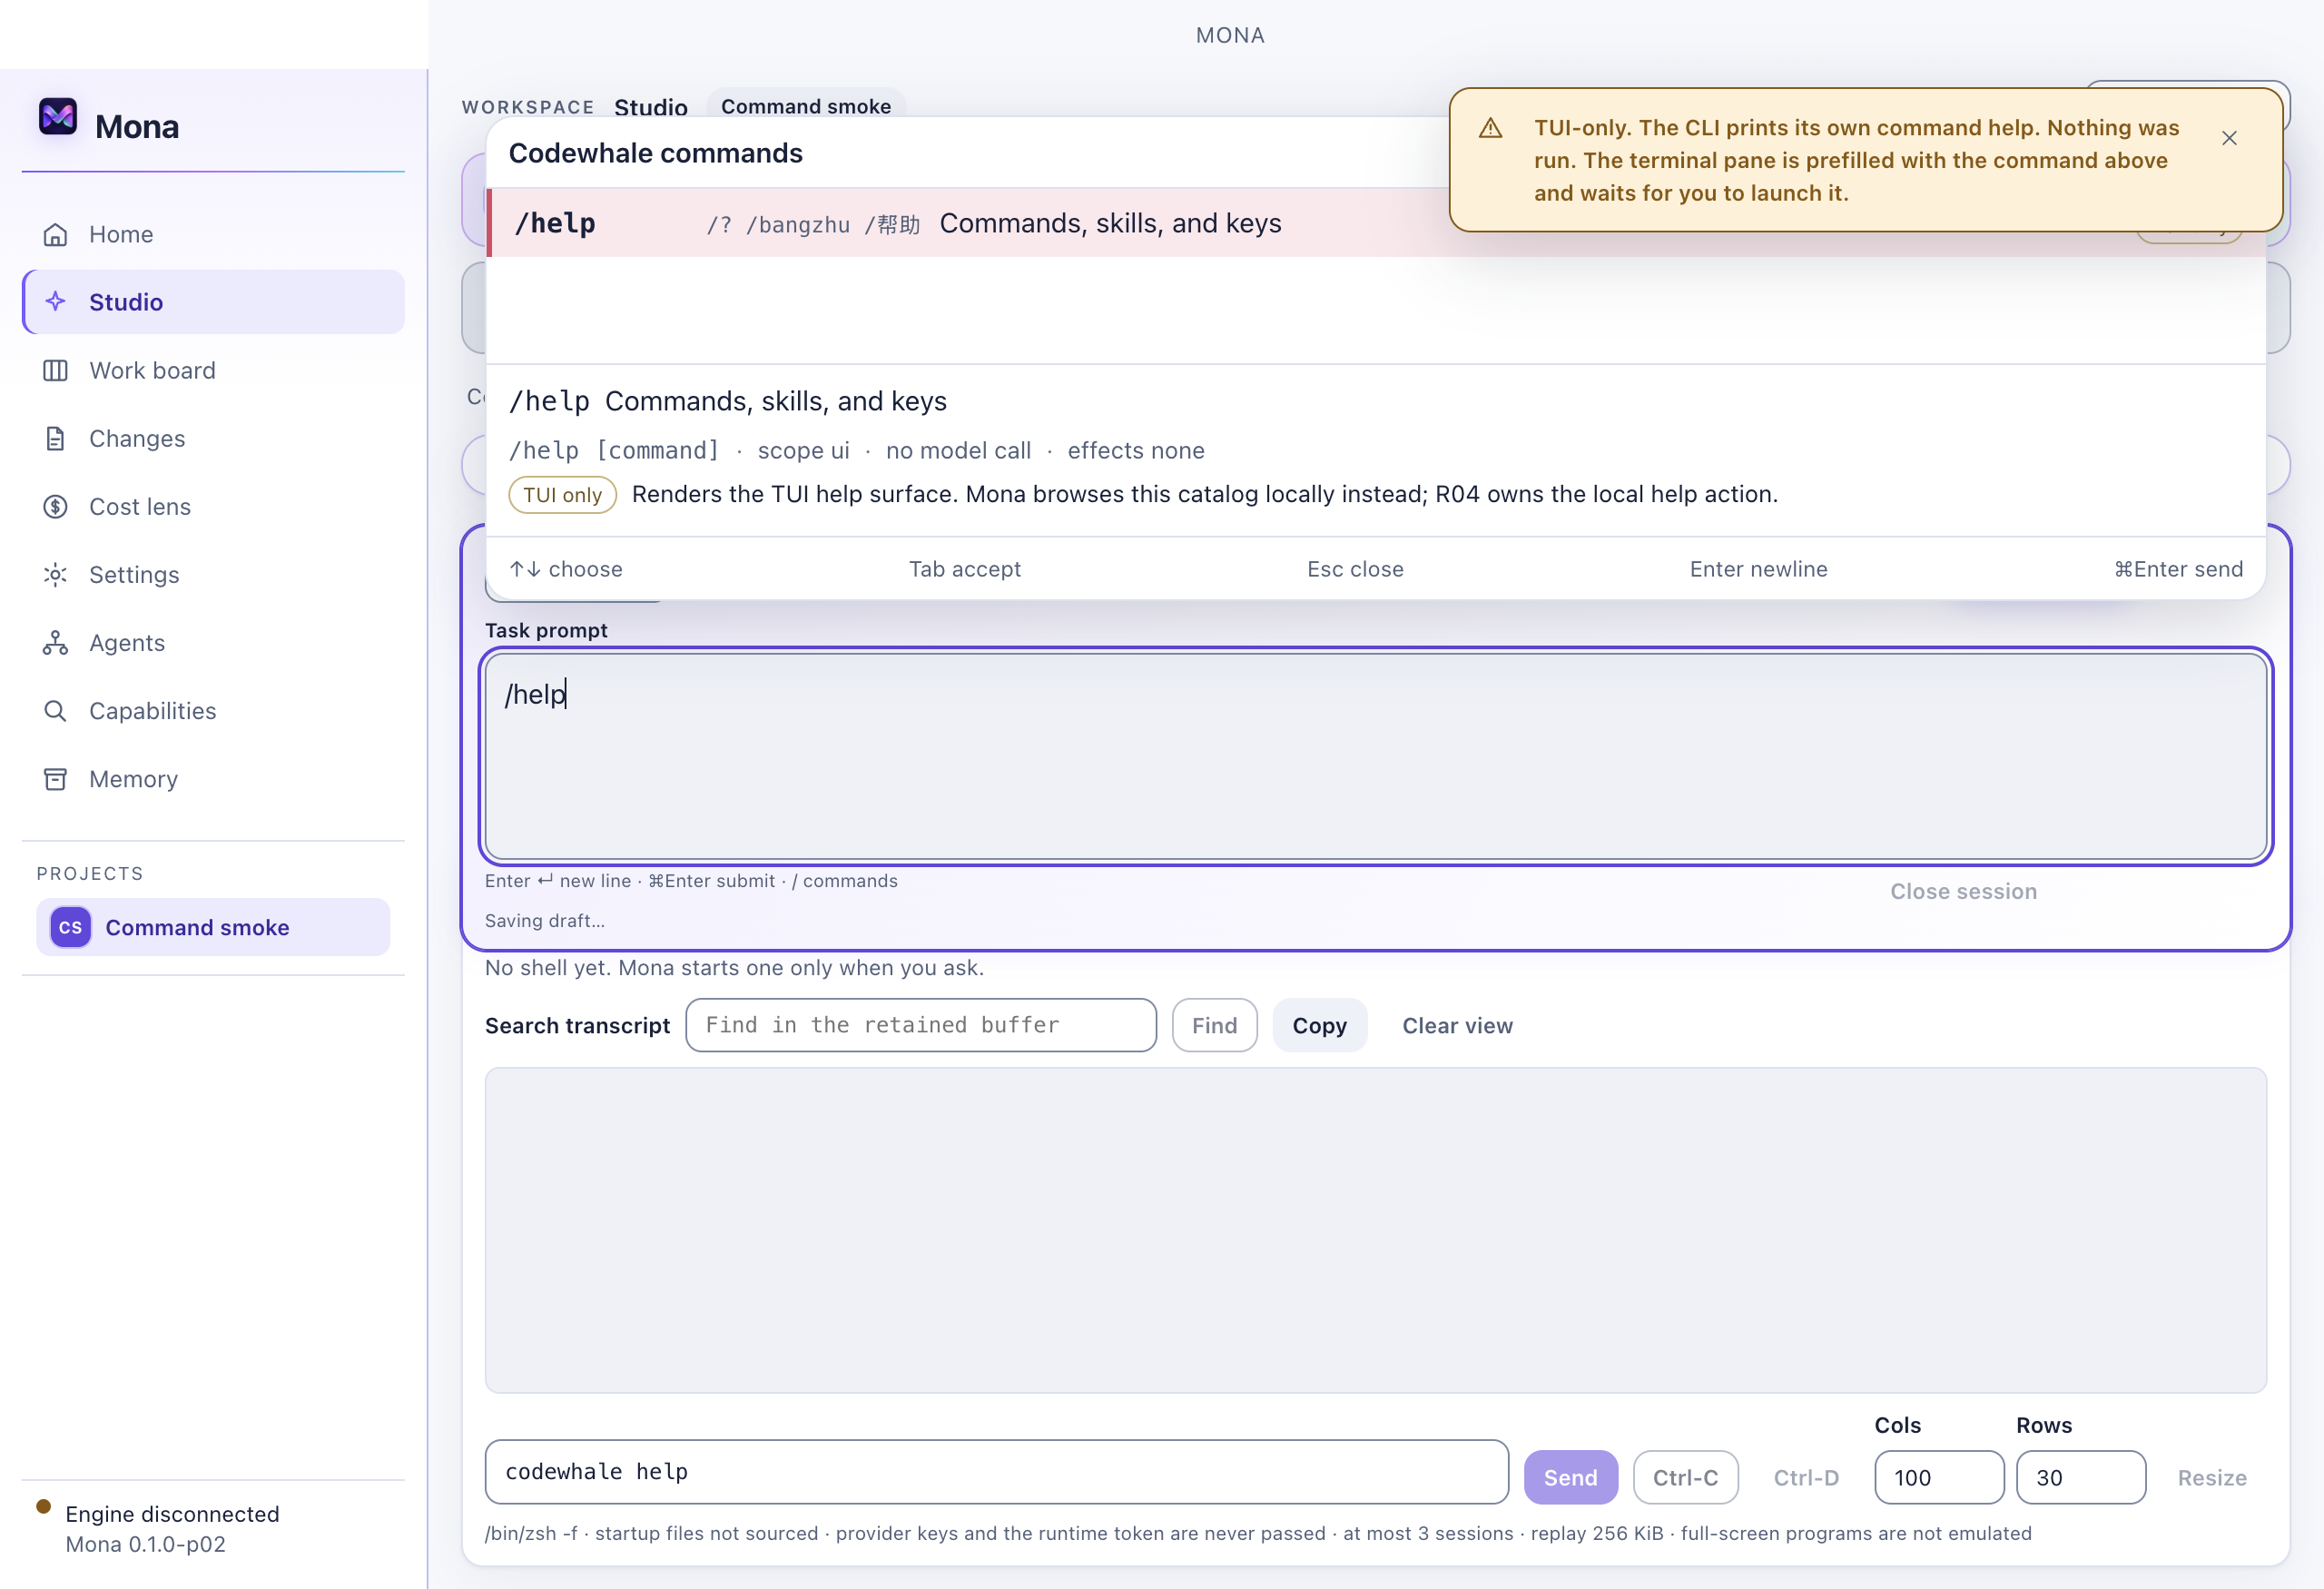 MONA
Mona
Home
Studio
Work board
Changes
Cost lens
Settings
Agents
Capabilities
Memory
PROJECTS
CS Command smoke
Engine disconnected
Mona 0.1.0-p02
WORKSPACE Studio Command smoke
TUI-only. The CLI prints its own command help. Nothing was
run. The terminal pane is prefilled with the command above
and waits for you to launch it.
Codewhale commands
/help /? /bangzhu /帮助 Commands, skills, and keys
/help Commands, skills, and keys
/help [command] · scope ui · no model call · effects none
TUI only Renders the TUI help surface. Mona browses this catalog locally instead; R04 owns the local help action.
↑↓ choose Tab accept Esc close Enter newline ⌘Enter send
Task prompt
/help
Enter ↵ new line · ⌘Enter submit · / commands
Close session
Saving draft…
No shell yet. Mona starts one only when you ask.
Search transcript Find in the retained buffer Find Copy Clear view
Cols Rows
codewhale help Send Ctrl-C Ctrl-D 100 30 Resize
/bin/zsh -f · startup files not sourced · provider keys and the runtime token are never passed · at most 3 sessions · replay 256 KiB · full-screen programs are not emulated